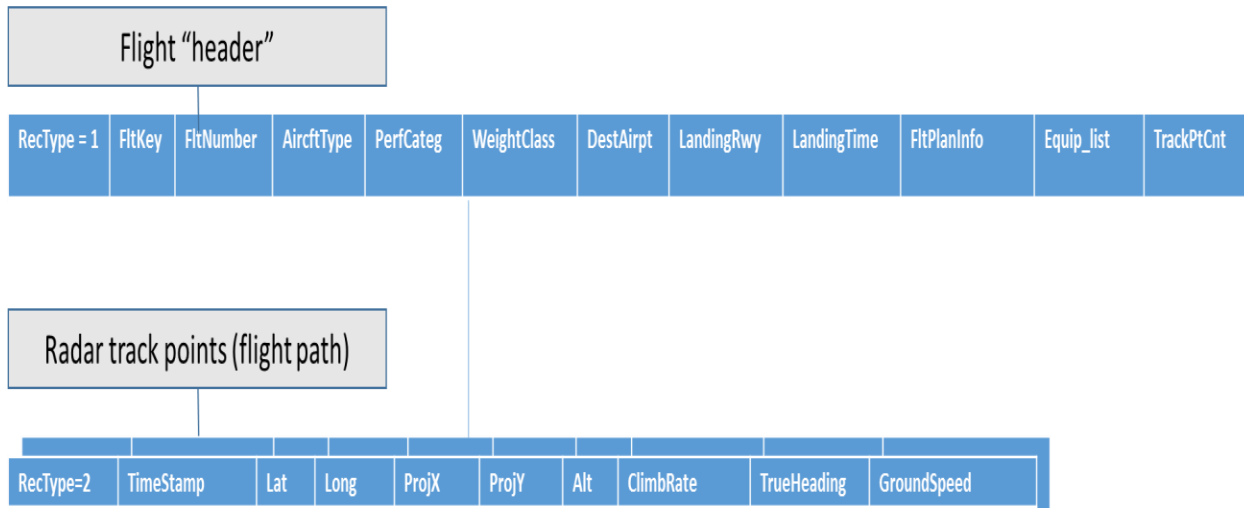 Flight “header”
RecType = 1 FltKey FltNumber AircftType PerfCateg WeightClass DestAirpt LandingRwy LandingTime FltPlanInfo Equip_list TrackPtCnt
Radar track points (flight path)
RecType=2 TimeStamp Lat Long ProjX ProjY Alt ClimbRate TrueHeading GroundSpeed